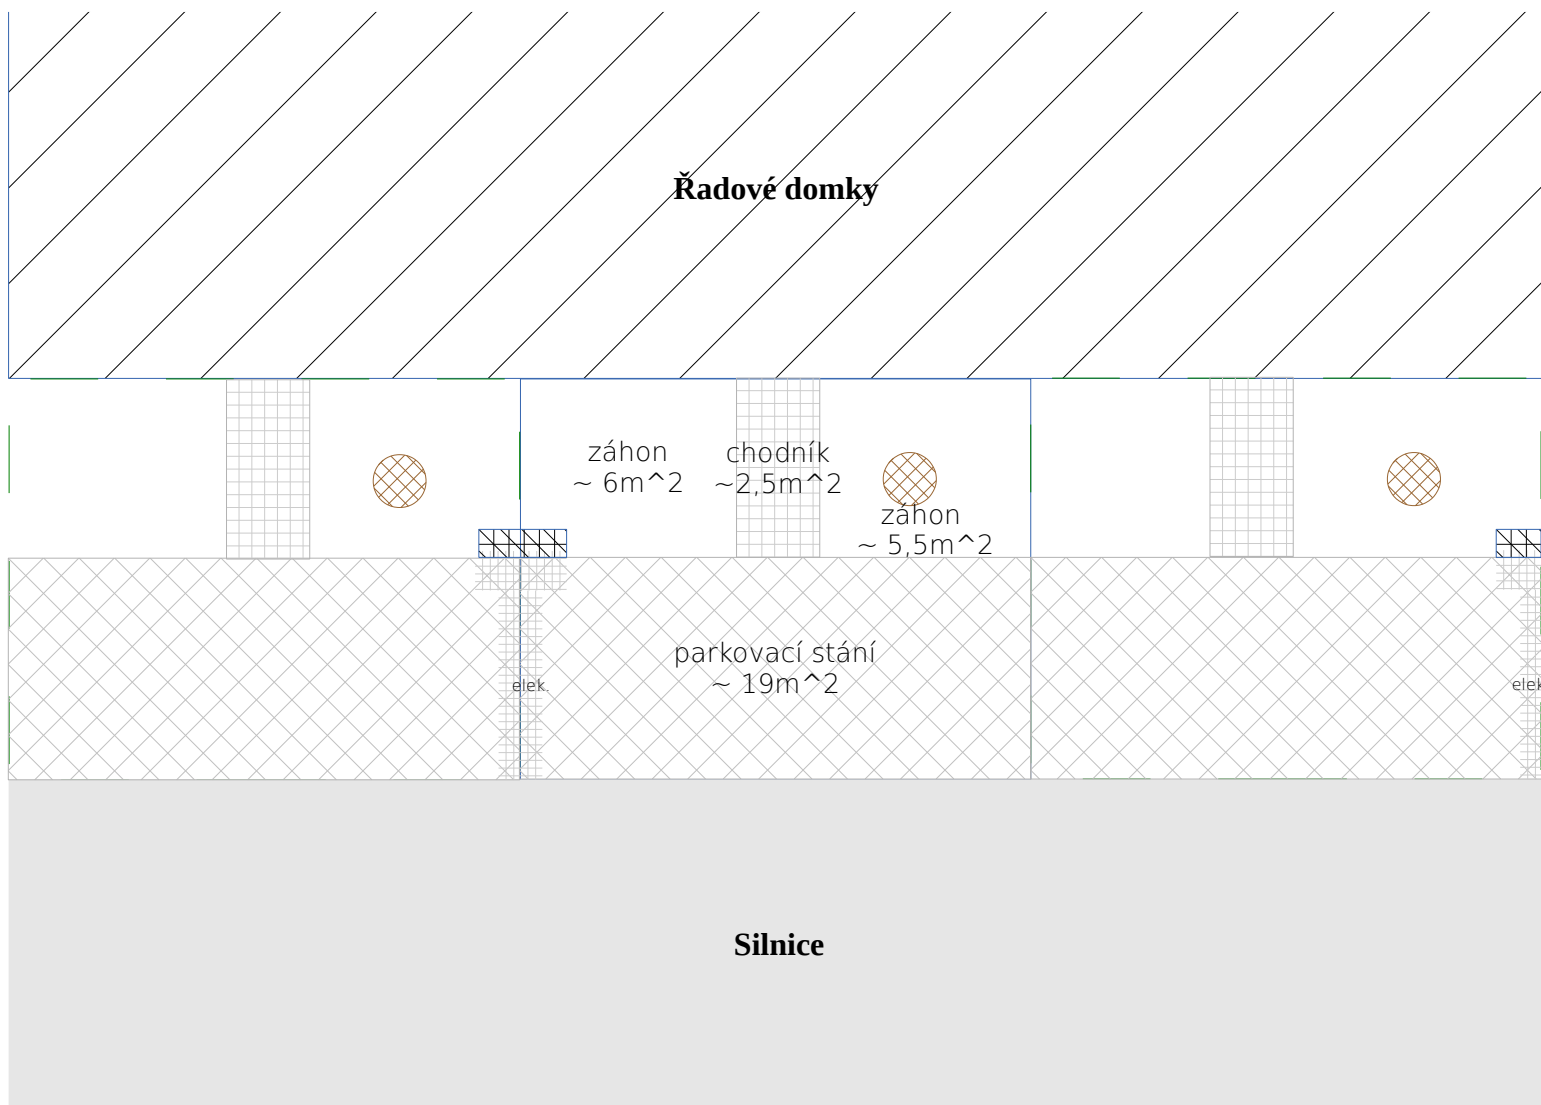 Řadové domky
záhon
~ 6m^2
chodník
~2,5m^2
záhon
~ 5,5m^2
parkovací stání
~ 19m^2
elek.
elek
Silnice